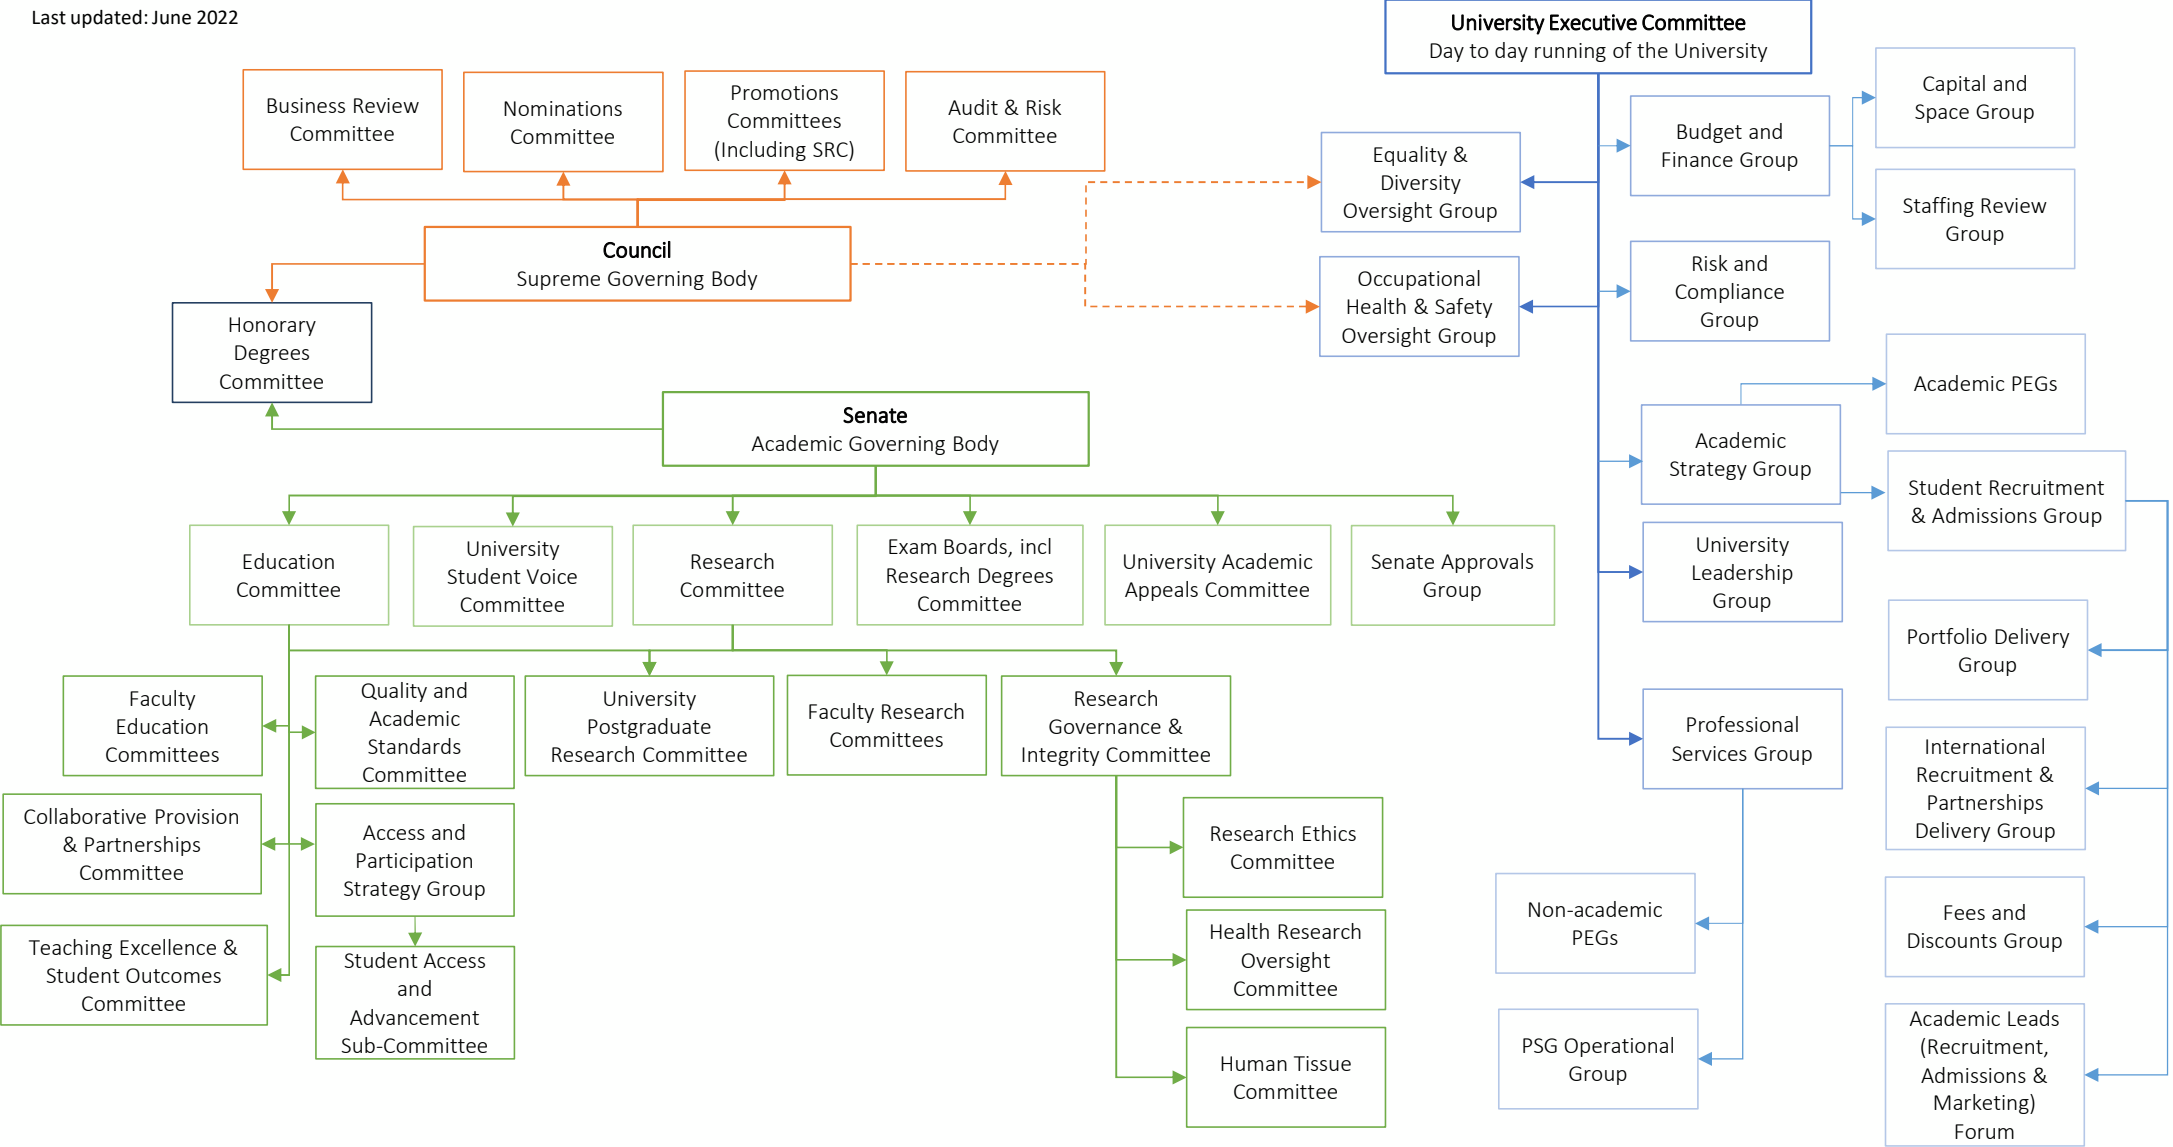 Last updated: June 2022
University Executive Committee
Day to day running of the University
Business Review
Committee
Nominations
Committee
Promotions
Committees
(Including SRC)
Audit & Risk
Committee
Equality &
Diversity
Oversight Group
Budget and
Finance Group
Capital and
Space Group
Staffing Review
Group
Council
Supreme Governing Body
Occupational
Health & Safety
Oversight Group
Risk and
Compliance
Group
Honorary
Degrees
Committee
Senate
Academic Governing Body
Academic
Strategy Group
Academic PEGs
Student Recruitment
& Admissions Group
Education
Committee
University
Student Voice
Committee
Research
Committee
Exam Boards, incl
Research Degrees
Committee
University Academic
Appeals Committee
Senate Approvals
Group
University
Leadership
Group
Portfolio Delivery
Group
Faculty
Education
Committees
Quality and
Academic
Standards
Committee
University
Postgraduate
Research Committee
Faculty Research
Committees
Research
Governance &
Integrity Committee
Professional
Services Group
International
Recruitment &
Partnerships
Delivery Group
Collaborative Provision
& Partnerships
Committee
Access and
Participation
Strategy Group
Research Ethics
Committee
Non-academic
PEGs
Fees and
Discounts Group
Teaching Excellence &
Student Outcomes
Committee
Student Access
and
Advancement
Sub-Committee
Health Research
Oversight
Committee
Human Tissue
Committee
PSG Operational
Group
Academic Leads
(Recruitment,
Admissions &
Marketing)
Forum